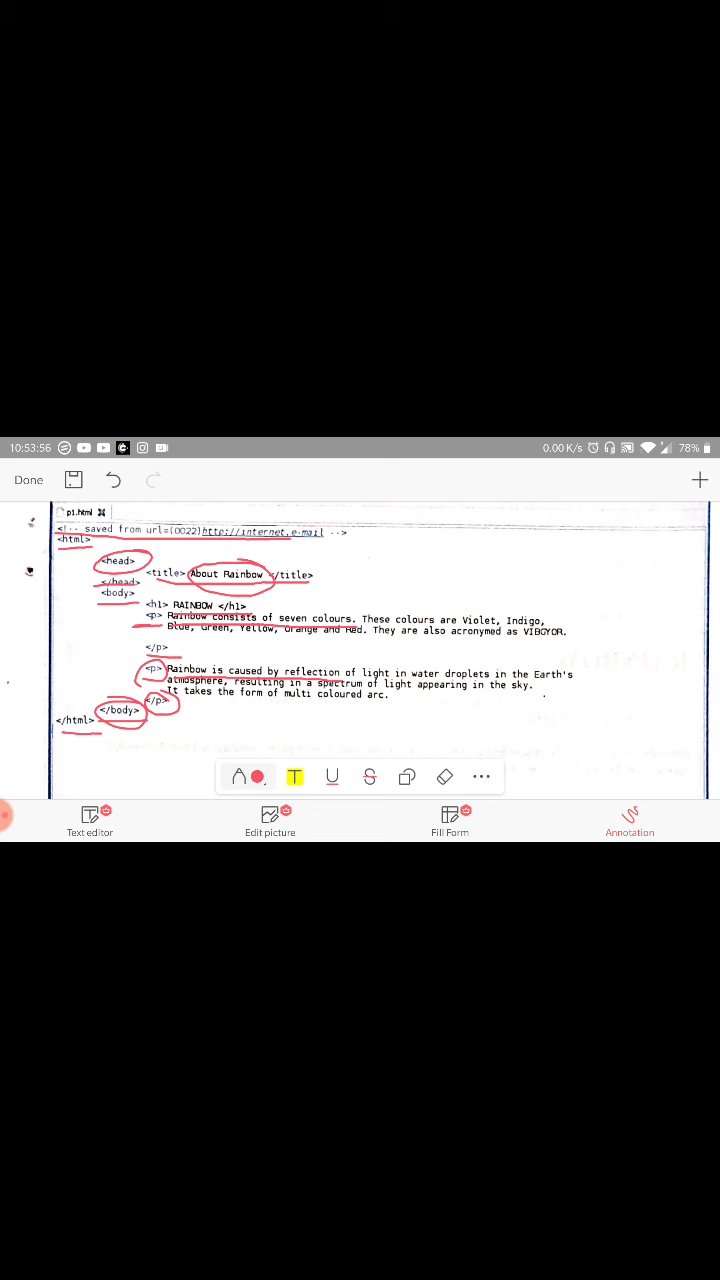 10:53:56
0.00 K/s
78%
Done
p1.html
<!-- saved from url=(0022)http://internet.e-mail -->
<html>
<head>
<title> About Rainbow </title>
</head>
<body>
<h1> RAINBOW </h1>
<p> Rainbow consists of seven colours. These colours are Violet, Indigo,
Blue, Green, Yellow, Orange and Red. They are also acronymed as VIBGYOR.
</p>
<p> Rainbow is caused by reflection of light in water droplets in the Earth's
atmosphere, resulting in a spectrum of light appearing in the sky.
It takes the form of multi coloured arc.
</p>
</body>
</html>
T
U
S
Text editor
Edit picture
Fill Form
Annotation